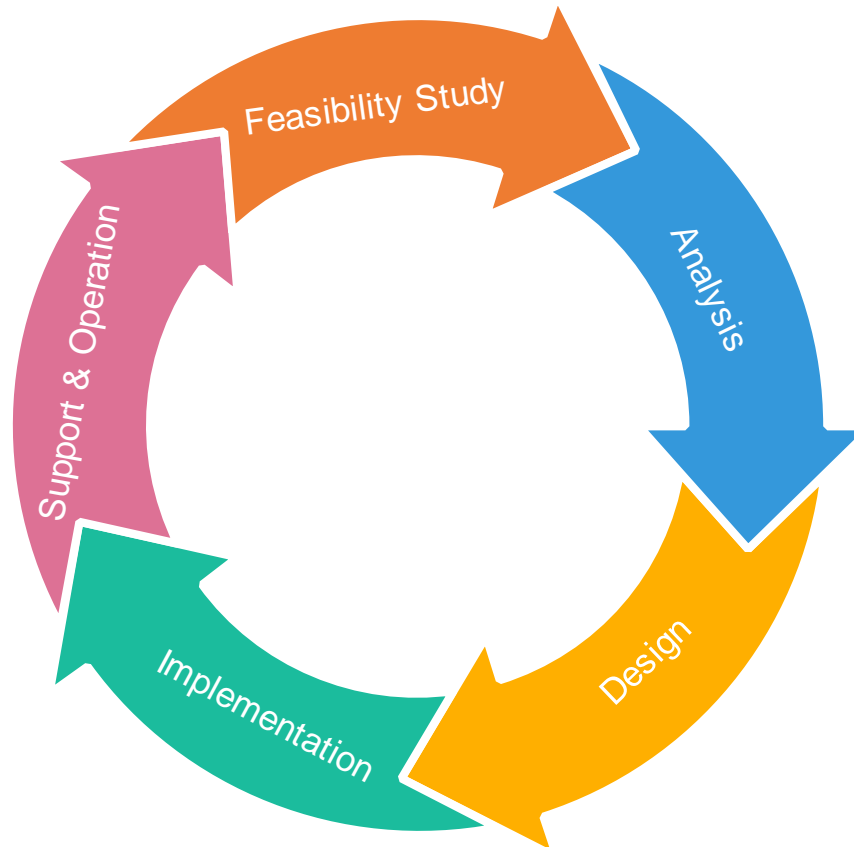 Feasibility Study
Analysis
Design
Implementation
Support & Operation